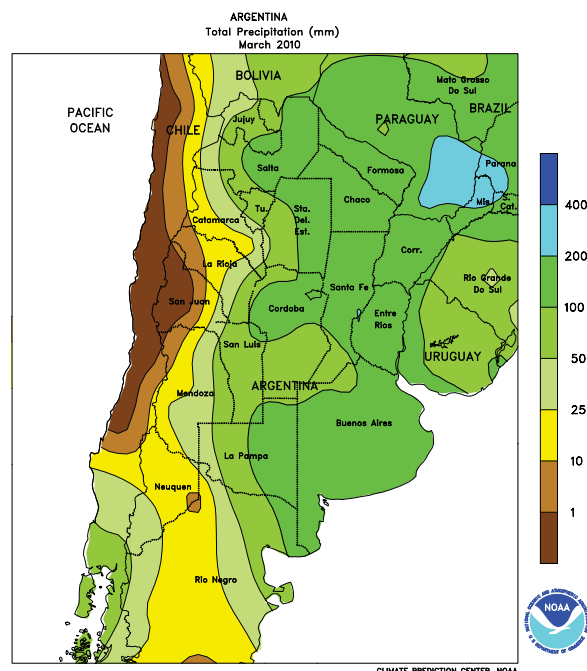 ARGENTINA
Total Precipitation (mm)
March 2010
BOLIVIA
Mato Grosso
Do Sul
PACIFIC
OCEAN
BRAZIL
Jujuy
PARAGUAY
CHILE
Parana
Salta
Formosa
Chaco
Mis.
S.
Cat.
Tu.
Sta.
Del.
Est.
Catamarca
Corr.
La Rioja
Rio Grande
Do Sul
San Juan
Santa Fe
Cordoba
Entre
Rios
San Luis
URUGUAY
ARGENTINA
Mendoza
Buenos Aires
La Pampa
Neuquen
Rio Negro
400
200
100
50
25
10
1
NOAA
CLIMATE PREDICTION CENTER, NOAA